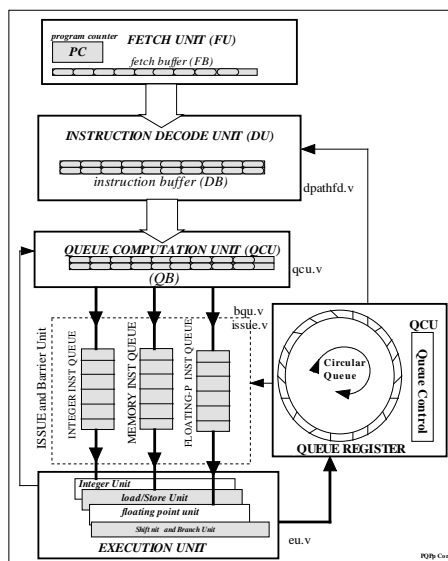 program counter
FETCH UNIT (FU)
PC
fetch buffer (FB)
INSTRUCTION DECODE UNIT (DU)
instruction buffer (DB)
dpathfd.v
QUEUE COMPUTATION UNIT (QCU)
(QB)
qcu.v
bqu.v
issue.v
ISSUE and Barrier Unit
INTEGER INST QUEUE
MEMORY INST QUEUE
FLOATING-P INST QUEUE
QCU
Circular
Queue
Queue Control
QUEUE REGISTER
Integer Unit
load/Store Unit
floating point unit
Shift nit and Branch Unit
EXECUTION UNIT
eu.v
PQPp Cor